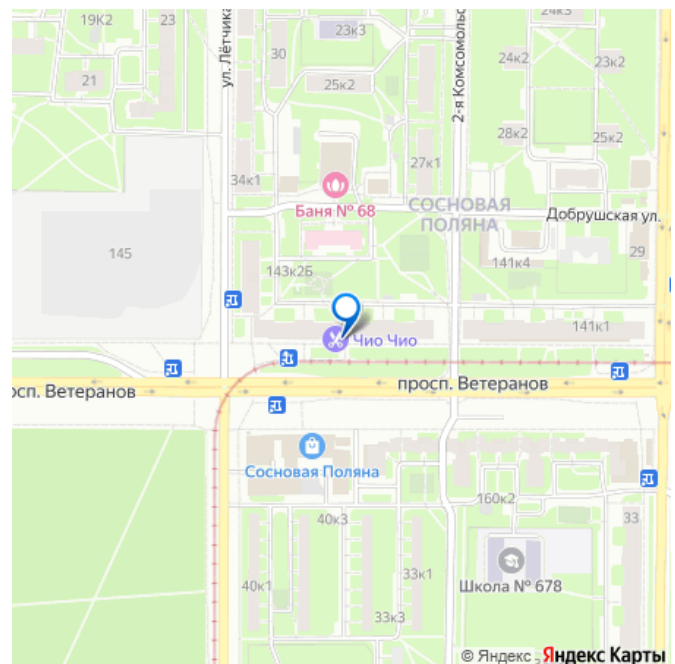 19К2
23
21
ул. Лётчика
30
23к3
25к2
24к3
24к2
23к2
2-я Комсомольс
28к2
25к2
27к1
34к1
Баня № 68
СОСНОВАЯ
ПОЛЯНА
Добрушская ул.
145
143к2Б
141к4
29
Чио Чио
141к1
осп. Ветеранов
просп. Ветеранов
Сосновая Поляна
40к3
160к2
33
40к1
33к1
Школа № 678
33к3
© Яндекс
Яндекс Карты